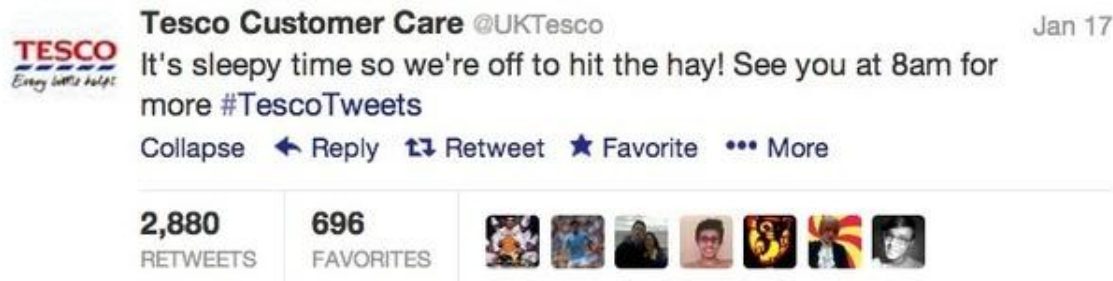 Tesco Customer Care @UKTesco Jan 17
TESCO
Every little helps
It's sleepy time so we're off to hit the hay! See you at 8am for
more #TescoTweets
Collapse Reply Retweet Favorite More
2,880 696
RETWEETS FAVORITES